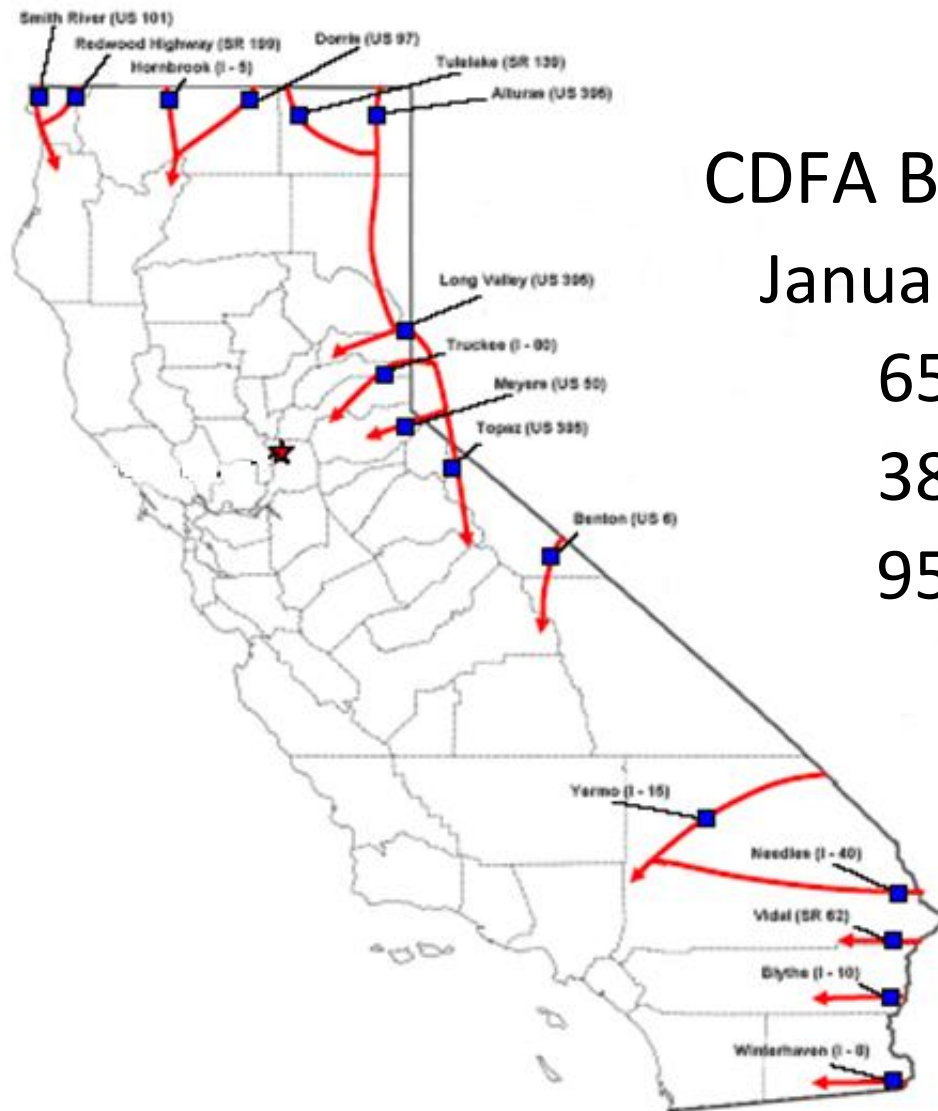 Smith River (US 101)
Redwood Highway (SR 199)
Hornbrook (I - 5)
Dorris (US 97)
Tulelake (SR 139)
Alturas (US 395)
CDFA B
Janua
65
38
95
Long Valley (US 395)
Truckee (I - 80)
Meyers (US 50)
Topaz (US 395)
Benton (US 6)
Yermo (I - 15)
Needles (I - 40)
Vidal (SR 62)
Blythe (I - 10)
Winterhaven (I - 8)